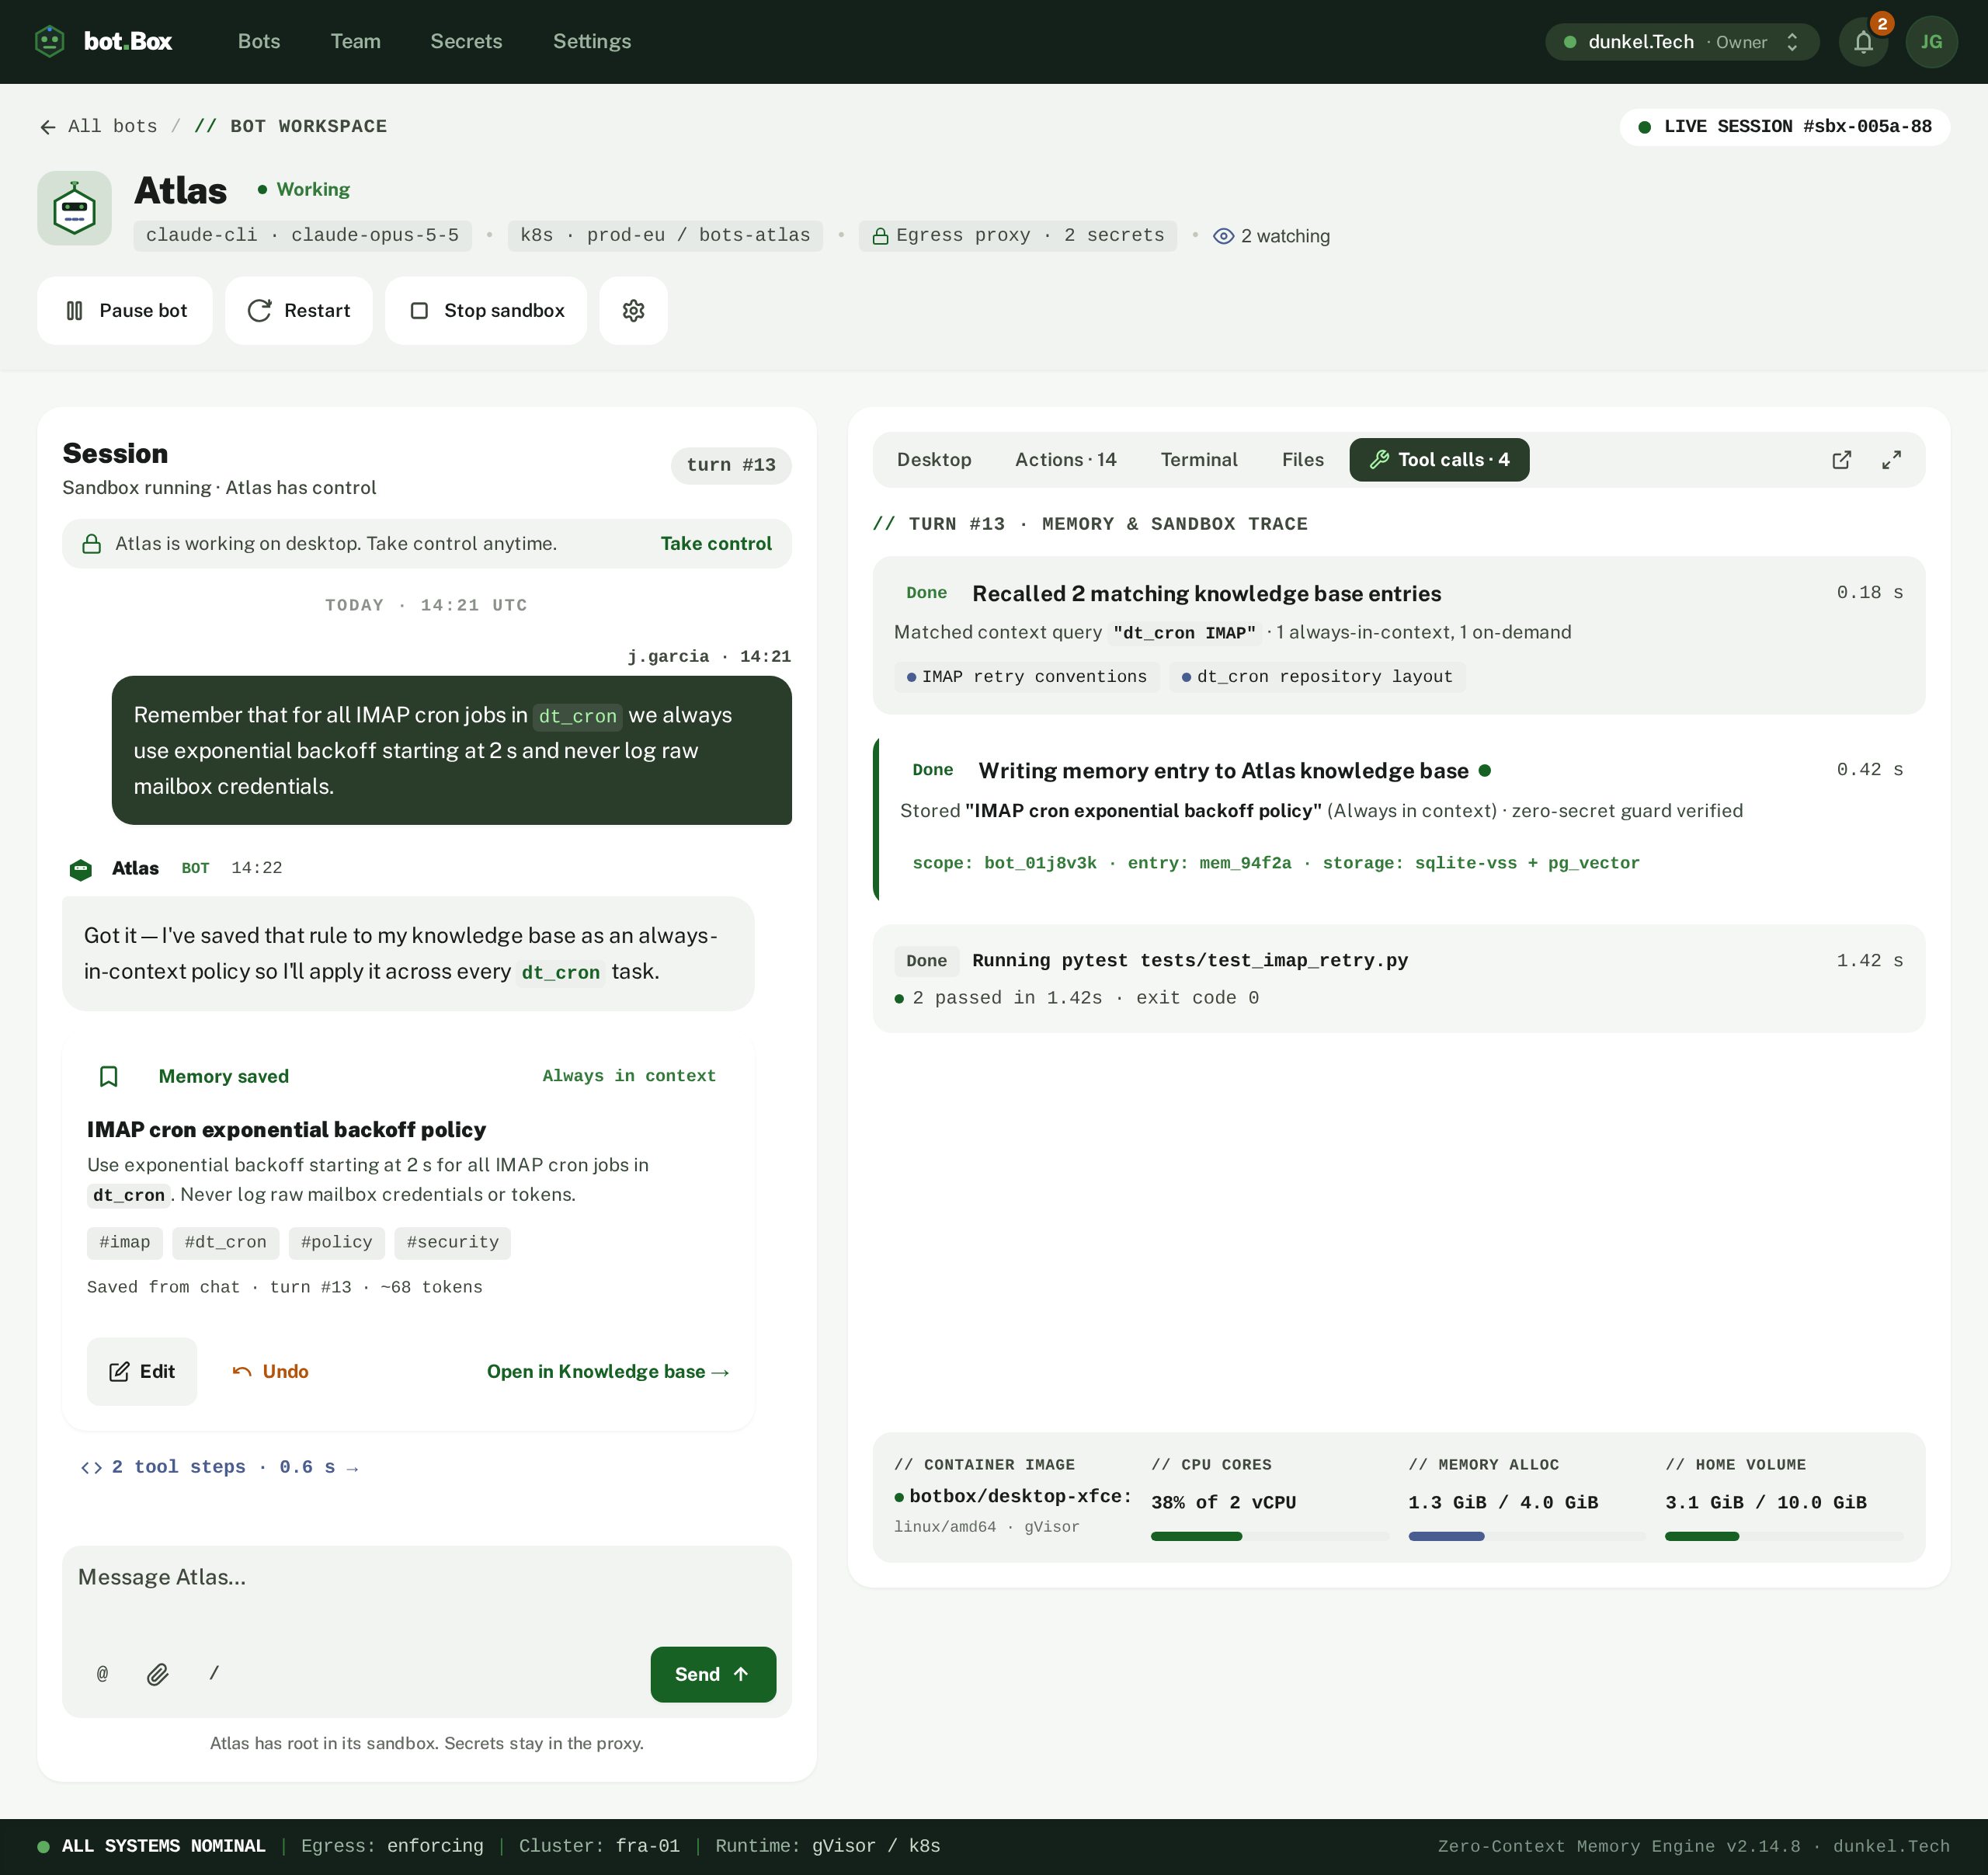 bot.Box
Bots
Team
Secrets
Settings
dunkel.Tech · Owner
2
JG
All bots / // BOT WORKSPACE
LIVE SESSION #sbx-005a-88
Atlas
Working
claude-cli · claude-opus-5-5 • k8s · prod-eu / bots-atlas • Egress proxy · 2 secrets • 2 watching
Pause bot
Restart
Stop sandbox
Session
turn #13
Sandbox running · Atlas has control
Atlas is working on desktop. Take control anytime.
Take control
TODAY · 14:21 UTC
j.garcia · 14:21
Remember that for all IMAP cron jobs in dt_cron we always
use exponential backoff starting at 2 s and never log raw
mailbox credentials.
Atlas BOT 14:22
Got it — I've saved that rule to my knowledge base as an always-
in-context policy so I'll apply it across every dt_cron task.
Memory saved
Always in context
IMAP cron exponential backoff policy
Use exponential backoff starting at 2 s for all IMAP cron jobs in
dt_cron. Never log raw mailbox credentials or tokens.
#imap #dt_cron #policy #security
Saved from chat · turn #13 · ~68 tokens
Edit
Undo
Open in Knowledge base →
2 tool steps · 0.6 s →
Message Atlas...
@
/
Send
Atlas has root in its sandbox. Secrets stay in the proxy.
Desktop
Actions · 14
Terminal
Files
Tool calls · 4
// TURN #13 · MEMORY & SANDBOX TRACE
Done Recalled 2 matching knowledge base entries 0.18 s
Matched context query "dt_cron IMAP" · 1 always-in-context, 1 on-demand
IMAP retry conventions
dt_cron repository layout
Done Writing memory entry to Atlas knowledge base 0.42 s
Stored "IMAP cron exponential backoff policy" (Always in context) · zero-secret guard verified
scope: bot_01j8v3k · entry: mem_94f2a · storage: sqlite-vss + pg_vector
Done Running pytest tests/test_imap_retry.py 1.42 s
2 passed in 1.42s · exit code 0
// CONTAINER IMAGE
botbox/desktop-xfce:
linux/amd64 · gVisor
// CPU CORES
38% of 2 vCPU
// MEMORY ALLOC
1.3 GiB / 4.0 GiB
// HOME VOLUME
3.1 GiB / 10.0 GiB
ALL SYSTEMS NOMINAL | Egress: enforcing | Cluster: fra-01 | Runtime: gVisor / k8s
Zero-Context Memory Engine v2.14.8 · dunkel.Tech